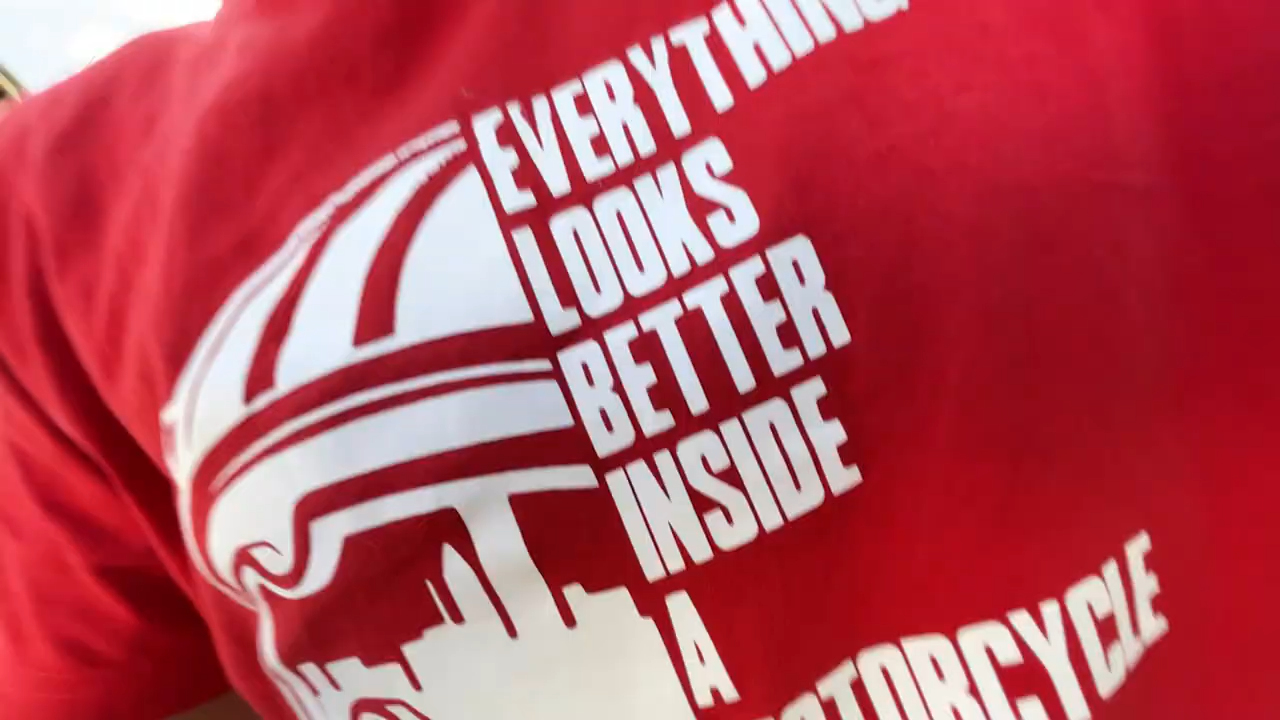 EVERYTHING
LOOKS
BETTER
INSIDE
A
MOTORCYCLE